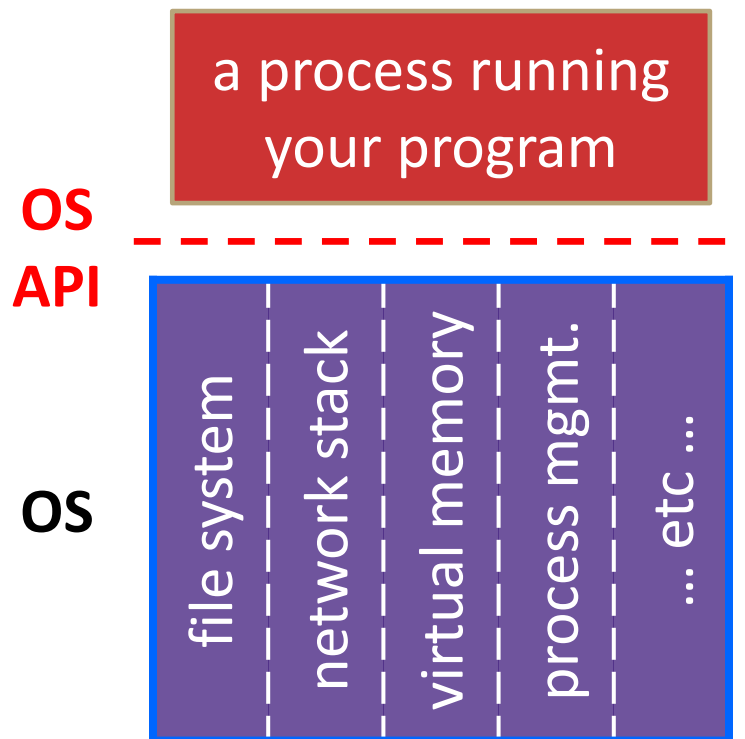 a process running
your program
OS
API
OS
file system
network stack
virtual memory
process mgmt.
... etc ...